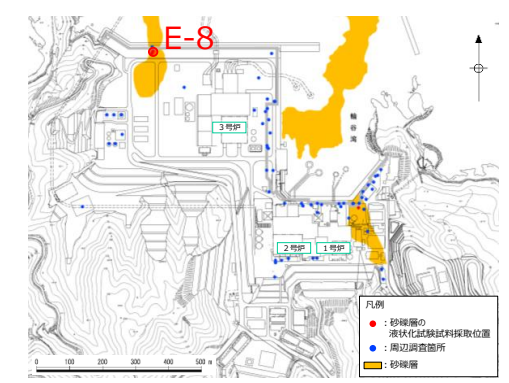 E-8
3号炉
輪谷湾
2号炉
1号炉
凡例
：砂礫層の
液状化試験試料採取位置
：周辺調査箇所
：砂礫層
0 100 200 300 400 500 m